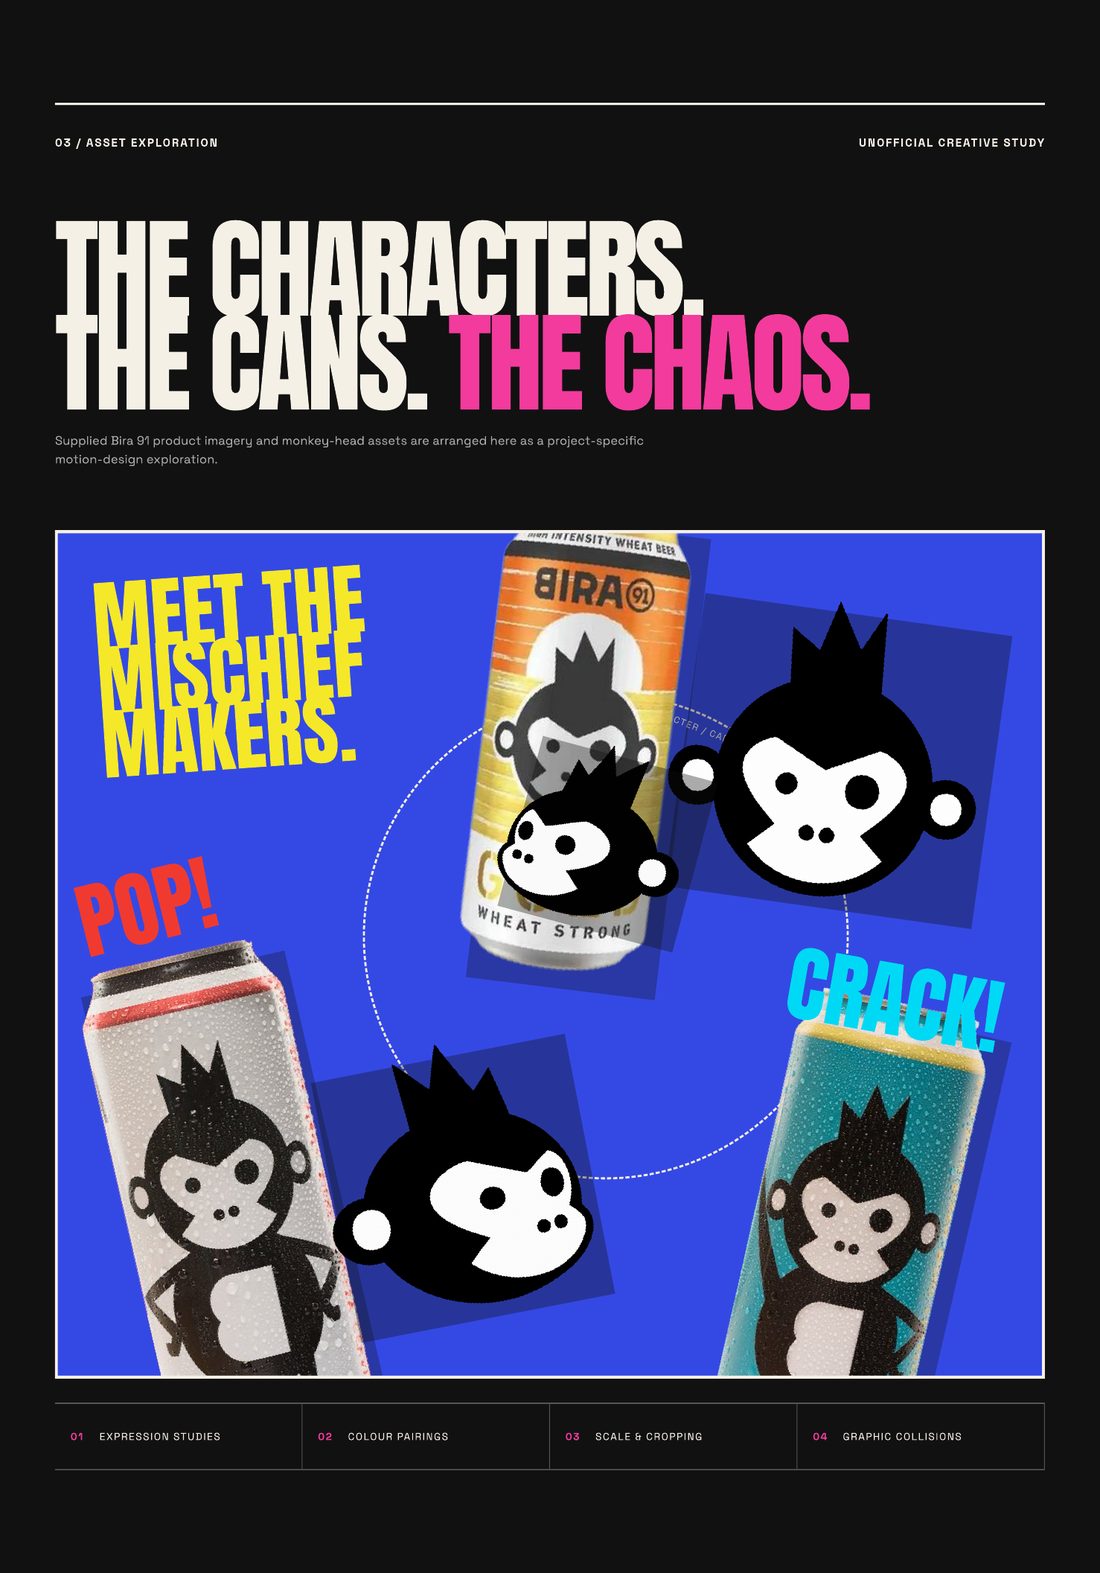 03 / ASSET EXPLORATION
UNOFFICIAL CREATIVE STUDY
THE CHARACTERS.
THE CANS. THE CHAOS.
Supplied Bira 91 product imagery and monkey-head assets are arranged here as a project-specific
motion-design exploration.
MEET THE
MISCHIEF
MAKERS.
HIGH INTENSITY WHEAT BEER
BIRA 91
CTER / CA
WHEAT STRONG
POP!
CRACK!
01 EXPRESSION STUDIES
02 COLOUR PAIRINGS
03 SCALE & CROPPING
04 GRAPHIC COLLISIONS